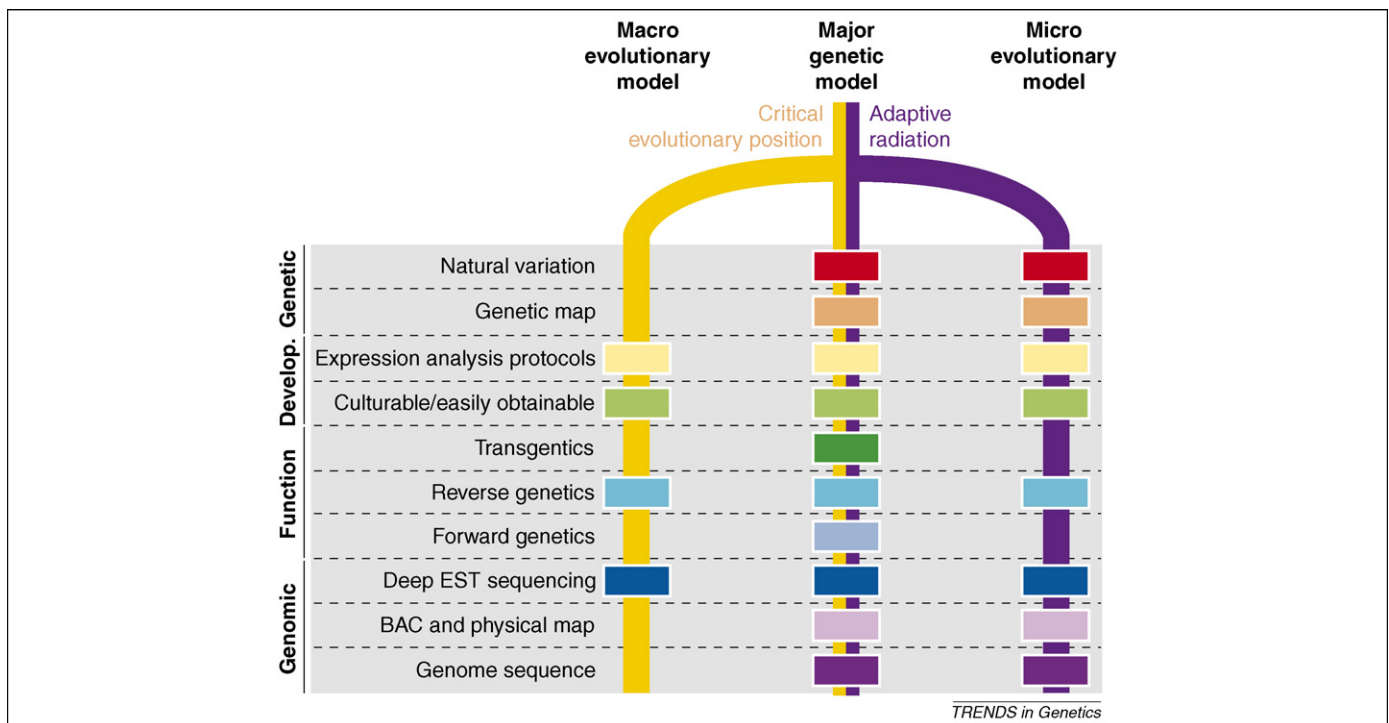 Macro
evolutionary
model
Major
genetic
model
Micro
evolutionary
model
Critical
evolutionary position
Adaptive
radiation
Genetic
Natural variation
Genetic map
Develop.
Expression analysis protocols
Culturable/easily obtainable
Function
Transgentics
Reverse genetics
Forward genetics
Genomic
Deep EST sequencing
BAC and physical map
Genome sequence
TRENDS in Genetics